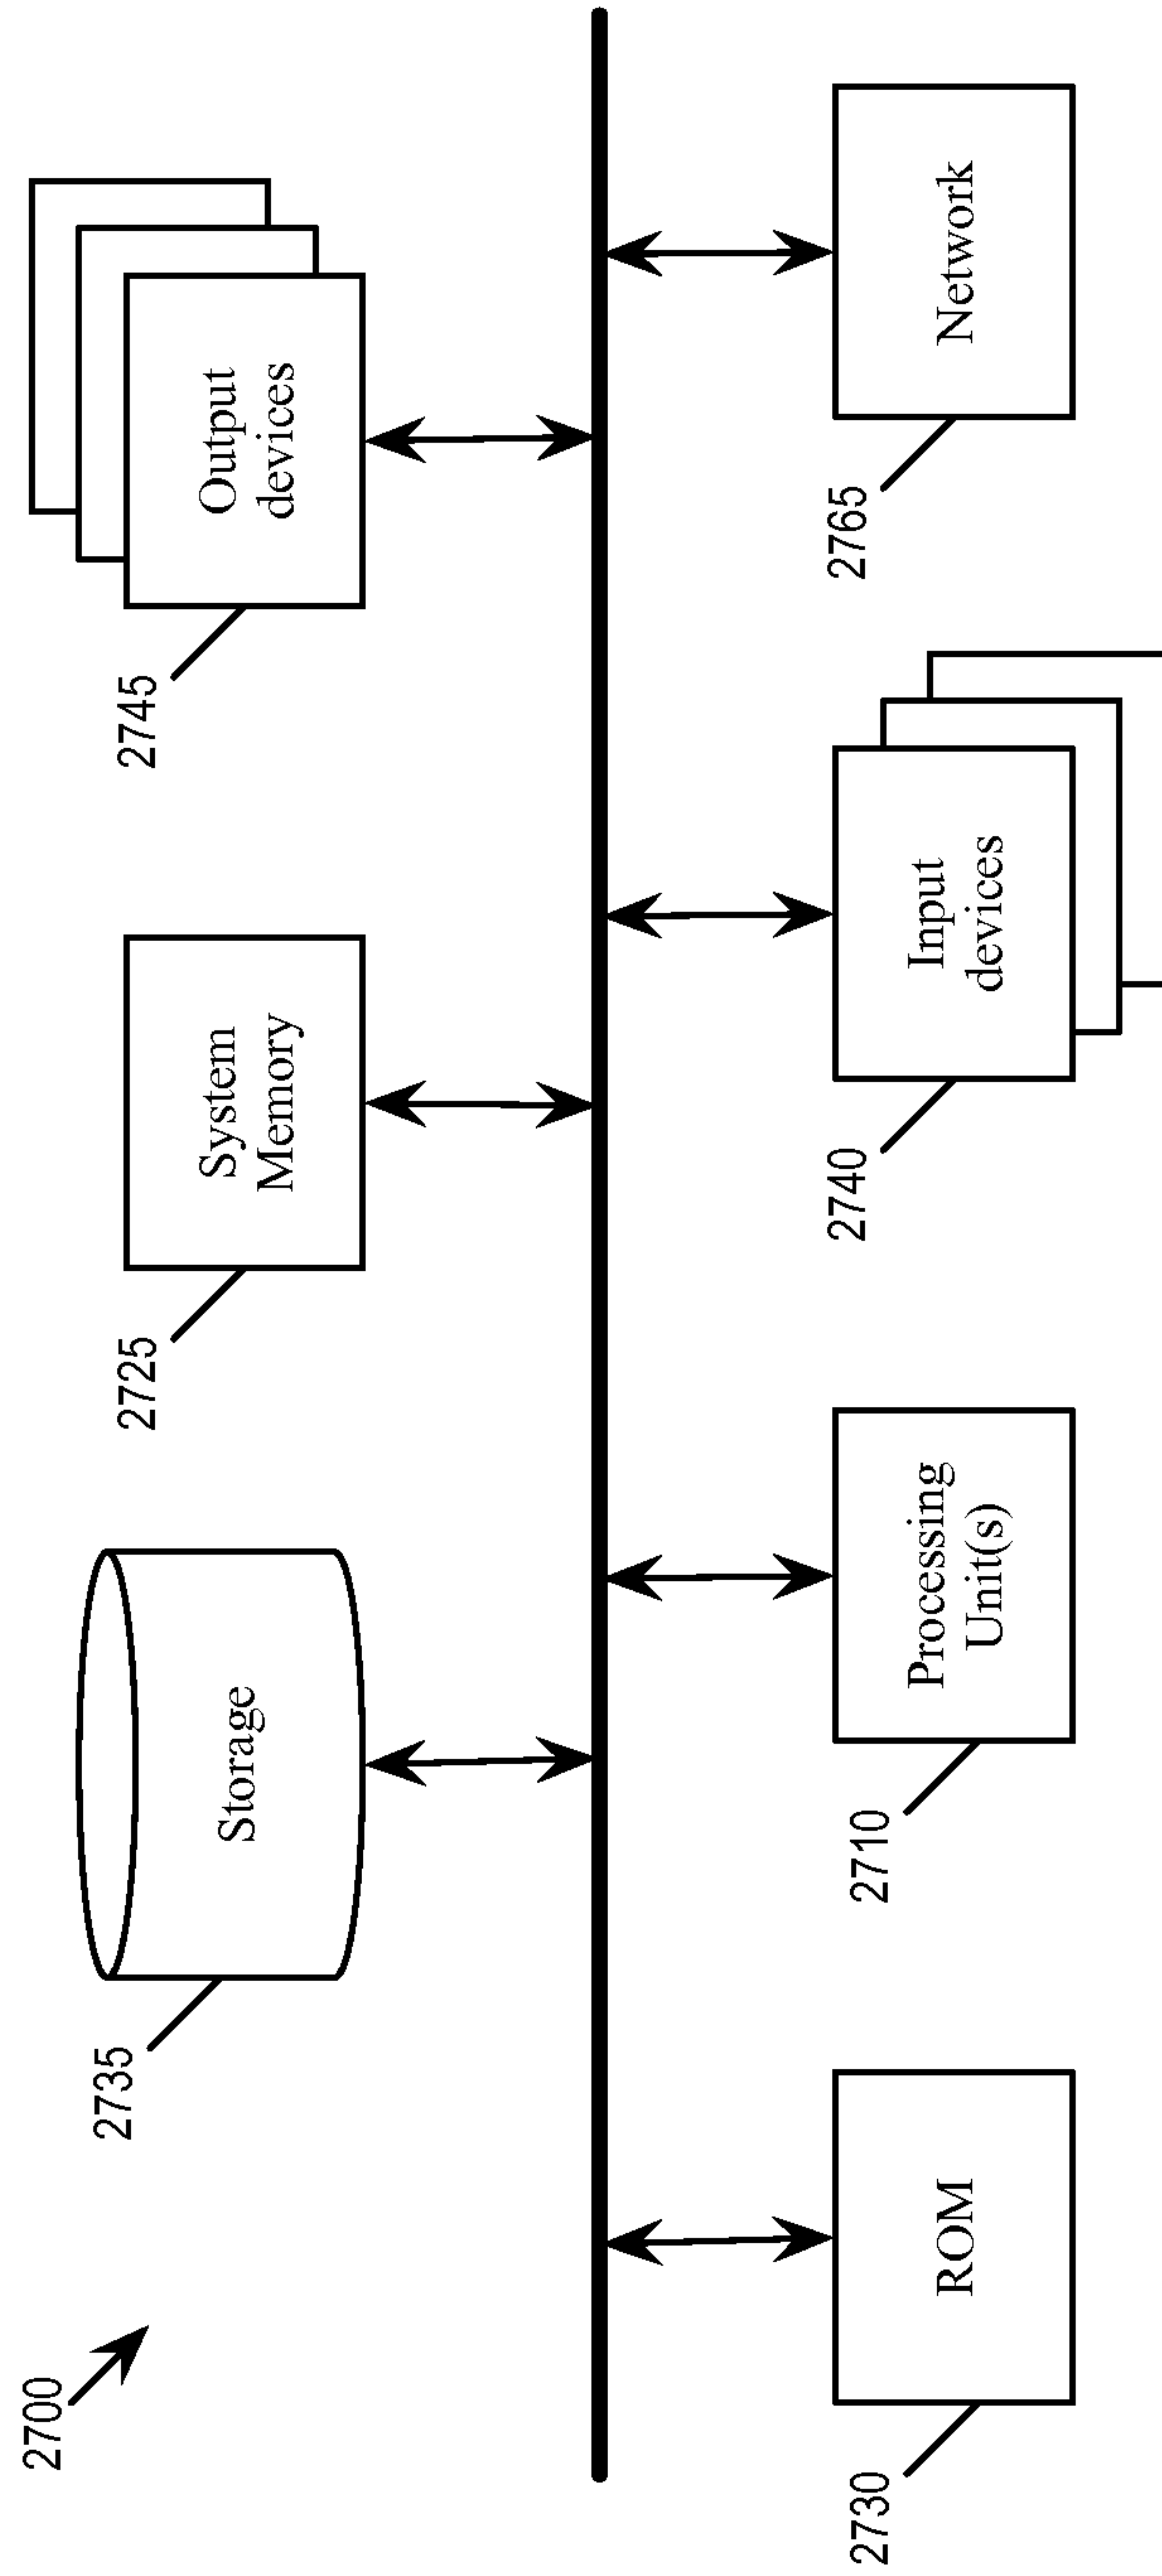 2700
2735
Storage
2725
System
Memory
2745
Output
devices
2730
ROM
2710
Processing
Unit(s)
2740
Input
devices
2765
Network